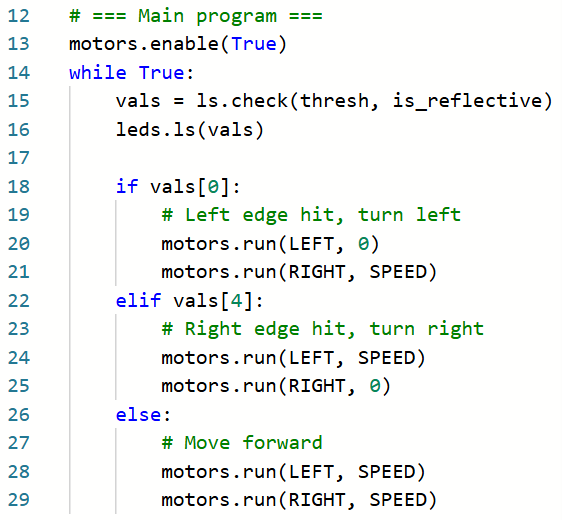 12 # === Main program ===
13 motors.enable(True)
14 while True:
15     vals = ls.check(thresh, is_reflective)
16     leds.ls(vals)
17
18     if vals[0]:
19         # Left edge hit, turn left
20         motors.run(LEFT, 0)
21         motors.run(RIGHT, SPEED)
22     elif vals[4]:
23         # Right edge hit, turn right
24         motors.run(LEFT, SPEED)
25         motors.run(RIGHT, 0)
26     else:
27         # Move forward
28         motors.run(LEFT, SPEED)
29         motors.run(RIGHT, SPEED)